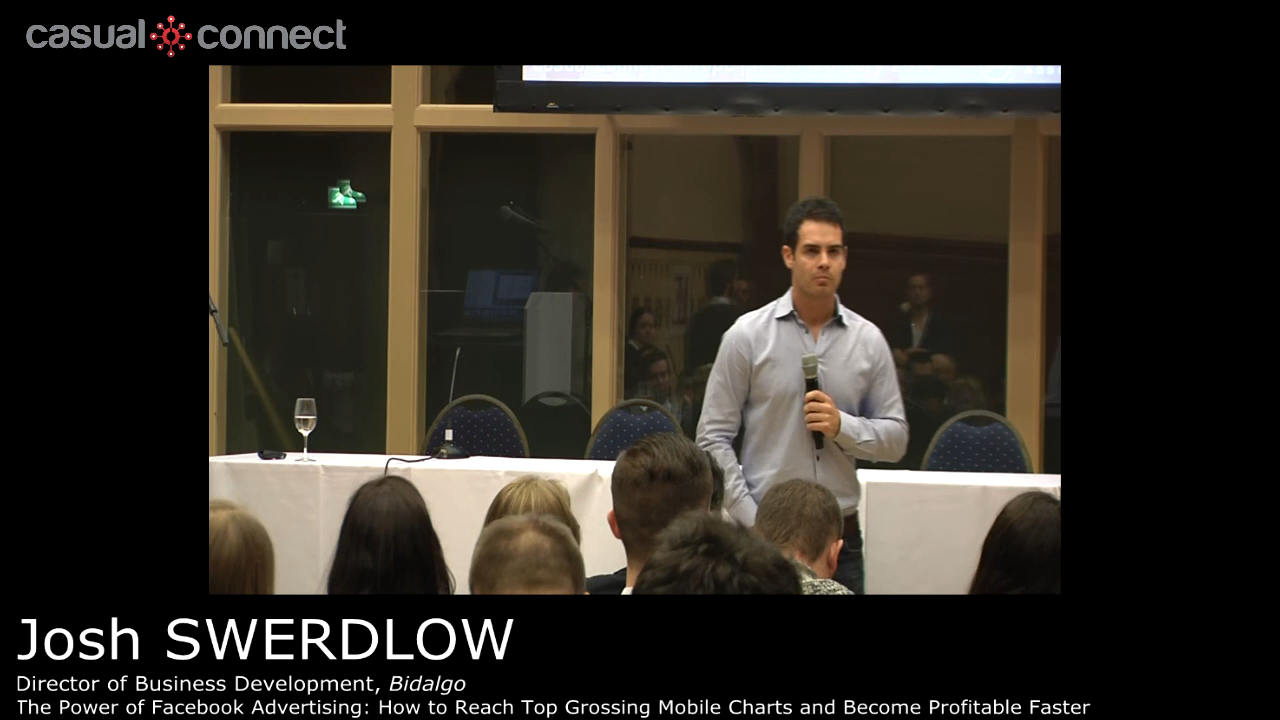 casual connect
Josh SWERDLOW
Director of Business Development, Bidalgo
The Power of Facebook Advertising: How to Reach Top Grossing Mobile Charts and Become Profitable Faster